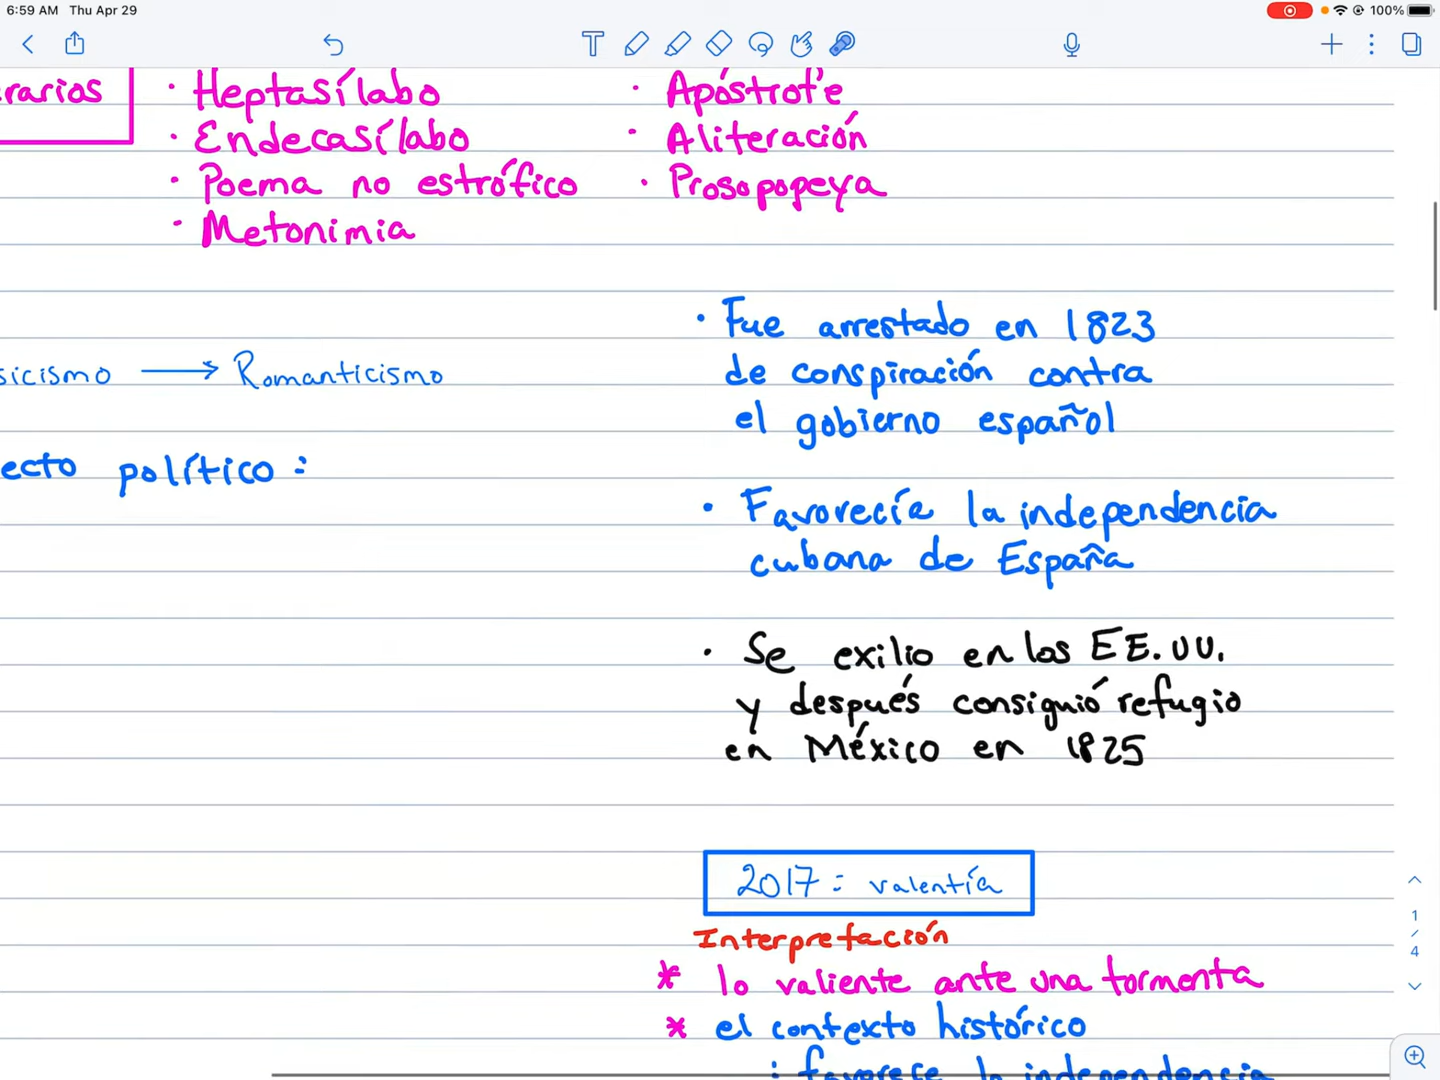 6:59 AM Thu Apr 29
100%
rarios
· Heptasílabo
· Endecasílabo
· Poema no estrófico
· Metonimia
· Apóstrofe
· Aliteración
· Prosopopeya
sicismo → Romanticismo
ecto político :
· Fue arrestado en 1823
de conspiración contra
el gobierno español
· Favorecía la independencia
cubana de España
· Se exilio en los EE.UU.
y después consiguió refugio
en México en 1825
2017 : valentía
Interpretación
* lo valiente ante una tormenta
* el contexto histórico
: favorece la independencia
1
/
4